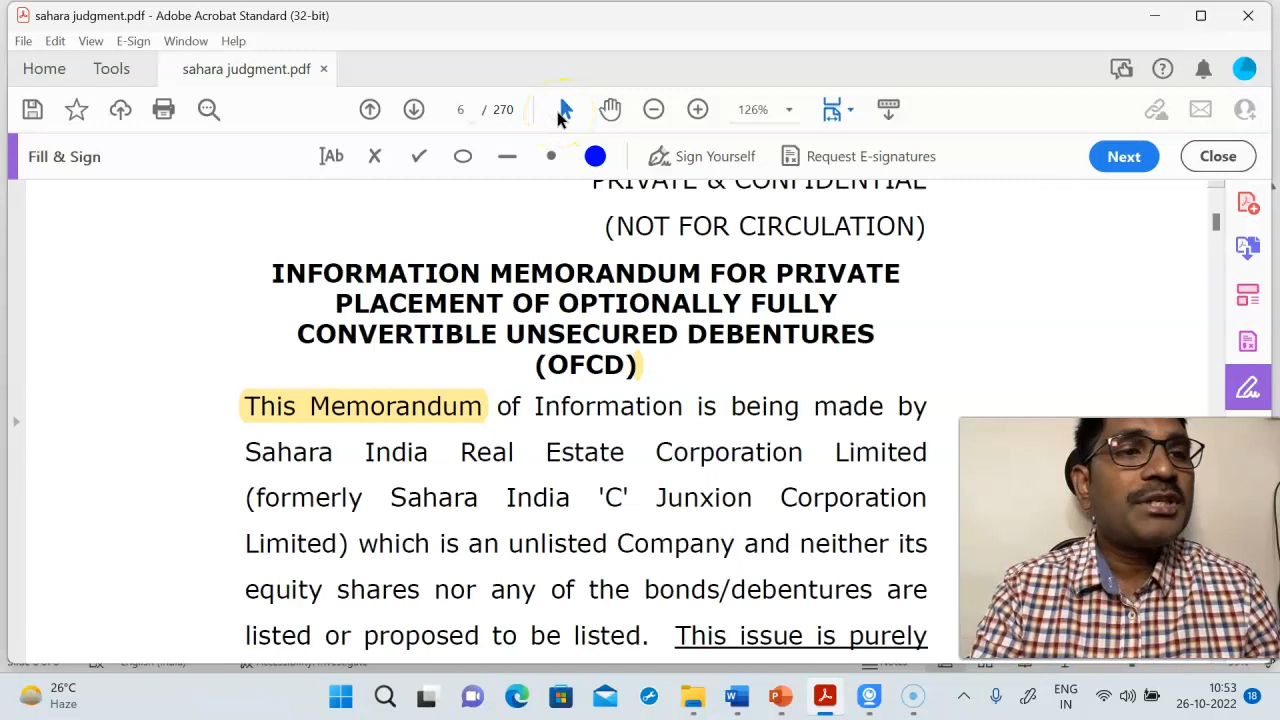 sahara judgment.pdf - Adobe Acrobat Standard (32-bit)
File Edit View E-Sign Window Help
Home Tools sahara judgment.pdf ×
6 / 270 126%
Fill & Sign Ab Sign Yourself Request E-signatures Next Close
PRIVATE & CONFIDENTIAL
(NOT FOR CIRCULATION)
INFORMATION MEMORANDUM FOR PRIVATE
PLACEMENT OF OPTIONALLY FULLY
CONVERTIBLE UNSECURED DEBENTURES
(OFCD)
This Memorandum of Information is being made by
Sahara India Real Estate Corporation Limited
(formerly Sahara India 'C' Junxion Corporation
Limited) which is an unlisted Company and neither its
equity shares nor any of the bonds/debentures are
listed or proposed to be listed. This issue is purely
26°C
Haze
ENG
IN
10:53
26-10-2022
18